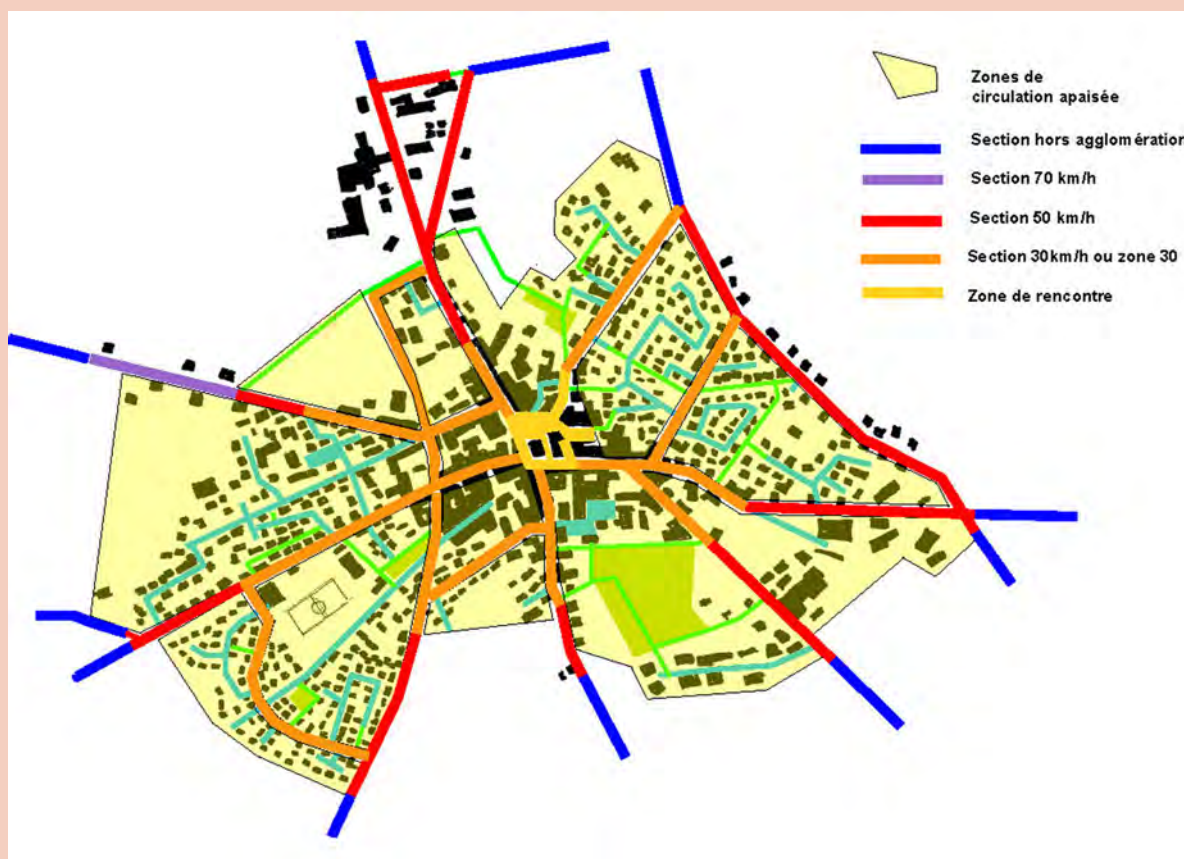 Zones de
circulation apaisée
Section hors agglomération
Section 70 km/h
Section 50 km/h
Section 30km/h ou zone 30
Zone de rencontre